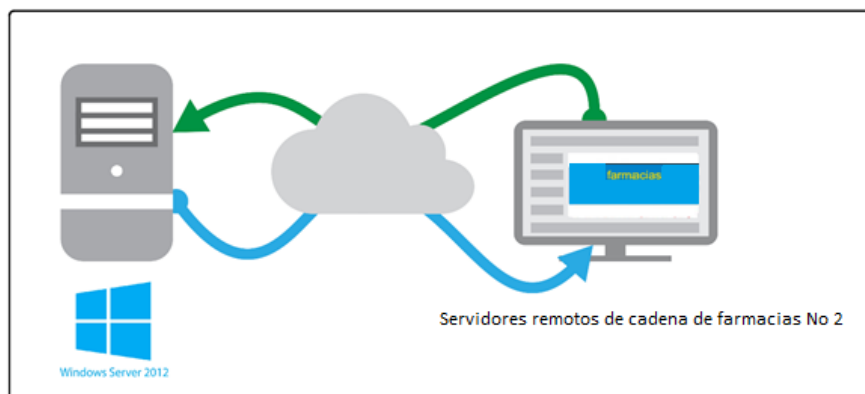 farmacias
Servidores remotos de cadena de farmacias No 2
Windows Server 2012